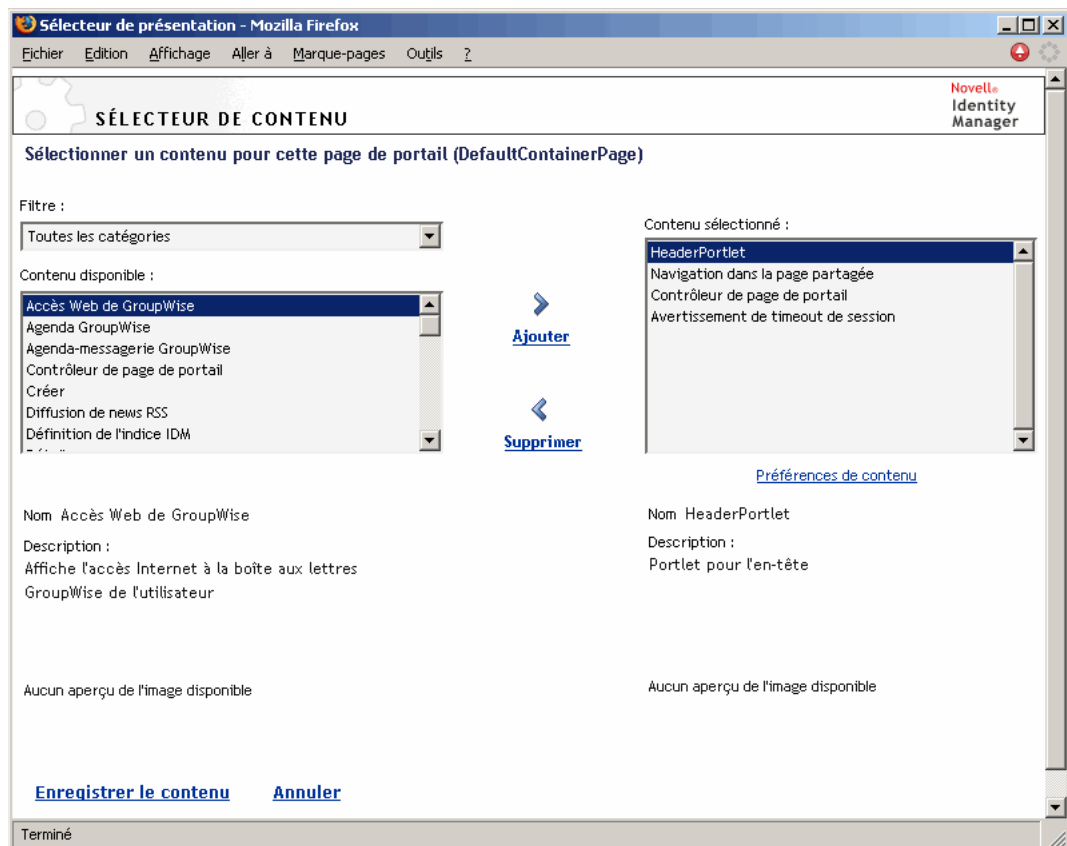 Sélecteur de présentation - Mozilla Firefox
Fichier Edition Affichage Aller à Marque-pages Outils ?
SÉLECTEUR DE CONTENU
Novell®
Identity
Manager
Sélectionner un contenu pour cette page de portail (DefaultContainerPage)
Filtre :
Toutes les catégories
Contenu disponible :
Accès Web de GroupWise
Agenda GroupWise
Agenda-messagerie GroupWise
Contrôleur de page de portail
Créer
Diffusion de news RSS
Définition de l'indice IDM
Ajouter
Supprimer
Contenu sélectionné :
HeaderPortlet
Navigation dans la page partagée
Contrôleur de page de portail
Avertissement de timeout de session
Préférences de contenu
Nom Accès Web de GroupWise
Description :
Affiche l'accès Internet à la boîte aux lettres
GroupWise de l'utilisateur
Aucun aperçu de l'image disponible
Nom HeaderPortlet
Description :
Portlet pour l'en-tête
Aucun aperçu de l'image disponible
Enregistrer le contenu Annuler
Terminé